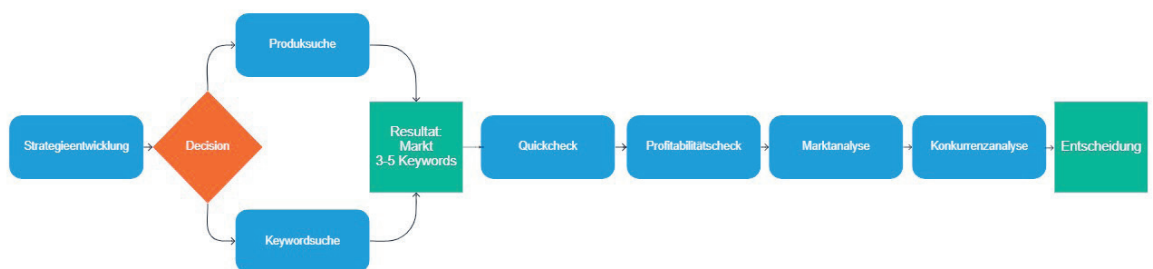 Produksuche
Strategieentwicklung
Decision
Resultat:
Markt
3-5 Keywords
Quickcheck
Profitabilitätscheck
Marktanalyse
Konkurrenzanalyse
Entscheidung
Keywordsuche